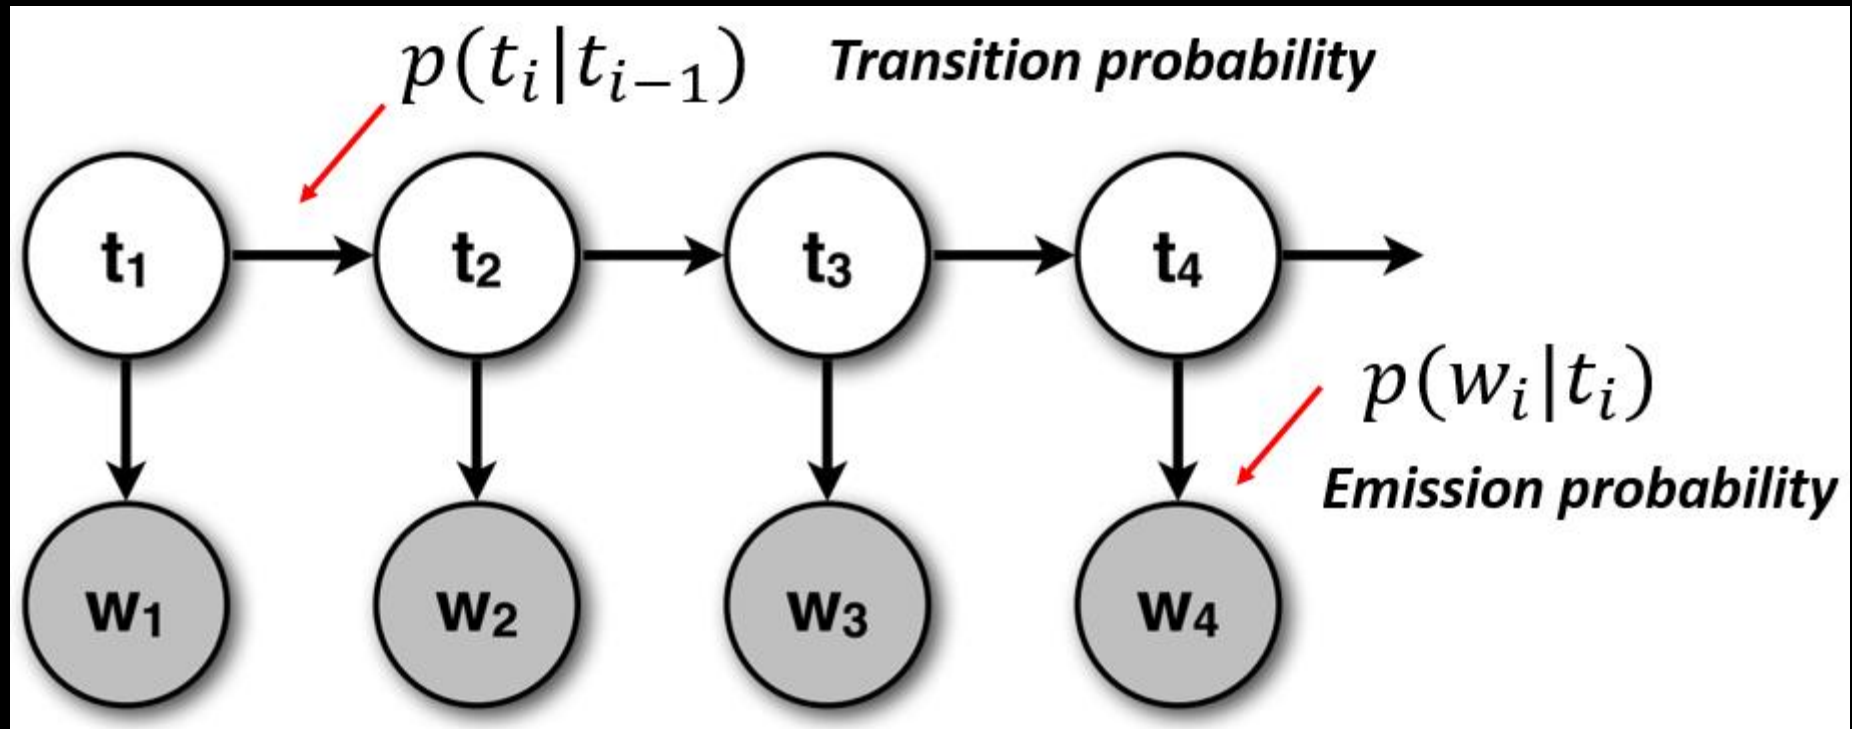 p(t_i|t_{i−1}) Transition probability
t₁ t₂ t₃ t₄
p(w_i|t_i)
Emission probability
w₁ w₂ w₃ w₄